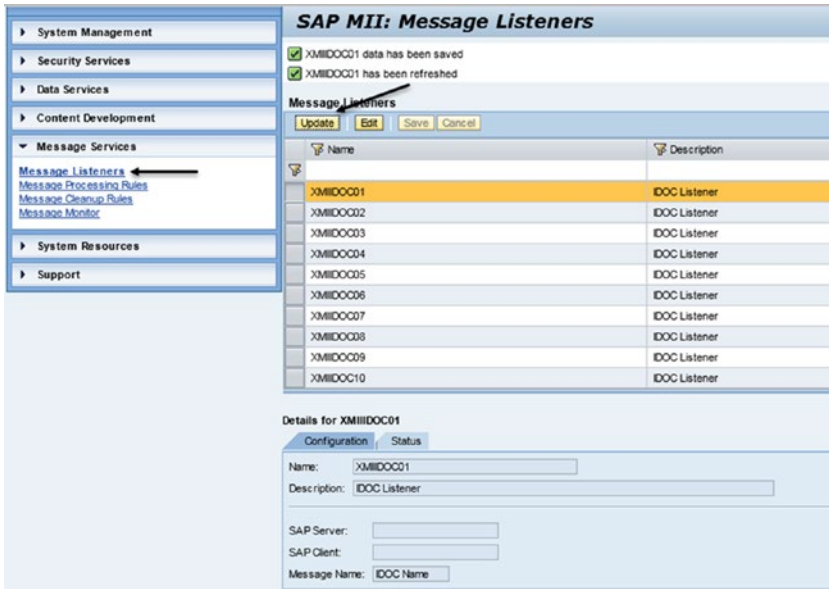 System Management
Security Services
Data Services
Content Development
Message Services
Message Listeners
Message Processing Rules
Message Cleanup Rules
Message Monitor
System Resources
Support
SAP MII: Message Listeners
XMIIIDOC01 data has been saved
XMIIIDOC01 has been refreshed
Message Listeners
Update Edit Save Cancel
Name Description
XMIIIDOC01 IDOC Listener
XMIIIDOC02 IDOC Listener
XMIIIDOC03 IDOC Listener
XMIIIDOC04 IDOC Listener
XMIIIDOC05 IDOC Listener
XMIIIDOC06 IDOC Listener
XMIIIDOC07 IDOC Listener
XMIIIDOC08 IDOC Listener
XMIIIDOC09 IDOC Listener
XMIIIDOC10 IDOC Listener
Details for XMIIIDOC01
Configuration Status
Name: XMIIIDOC01
Description: IDOC Listener
SAP Server:
SAP Client:
Message Name: IDOC Name